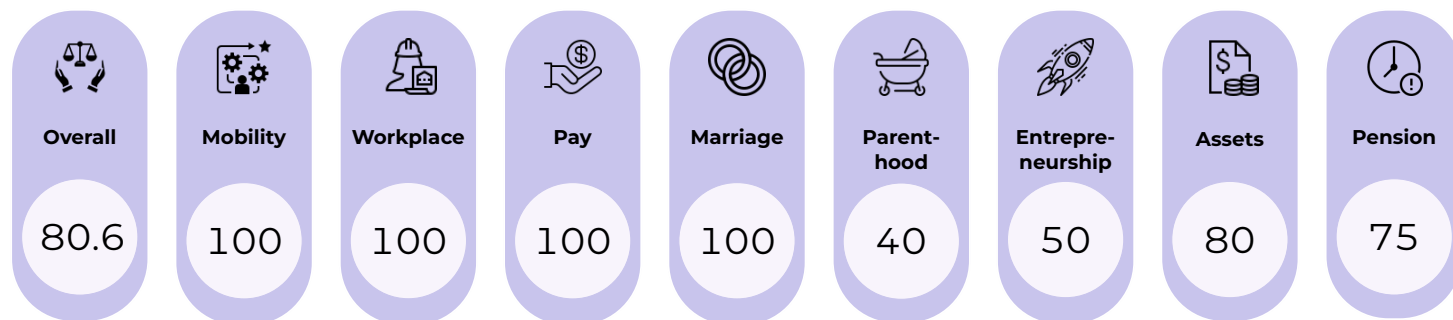 Overall
80.6
Mobility
100
Workplace
100
Pay
100
Marriage
100
Parent-
hood
40
Entrepre-
neurship
50
Assets
80
Pension
75